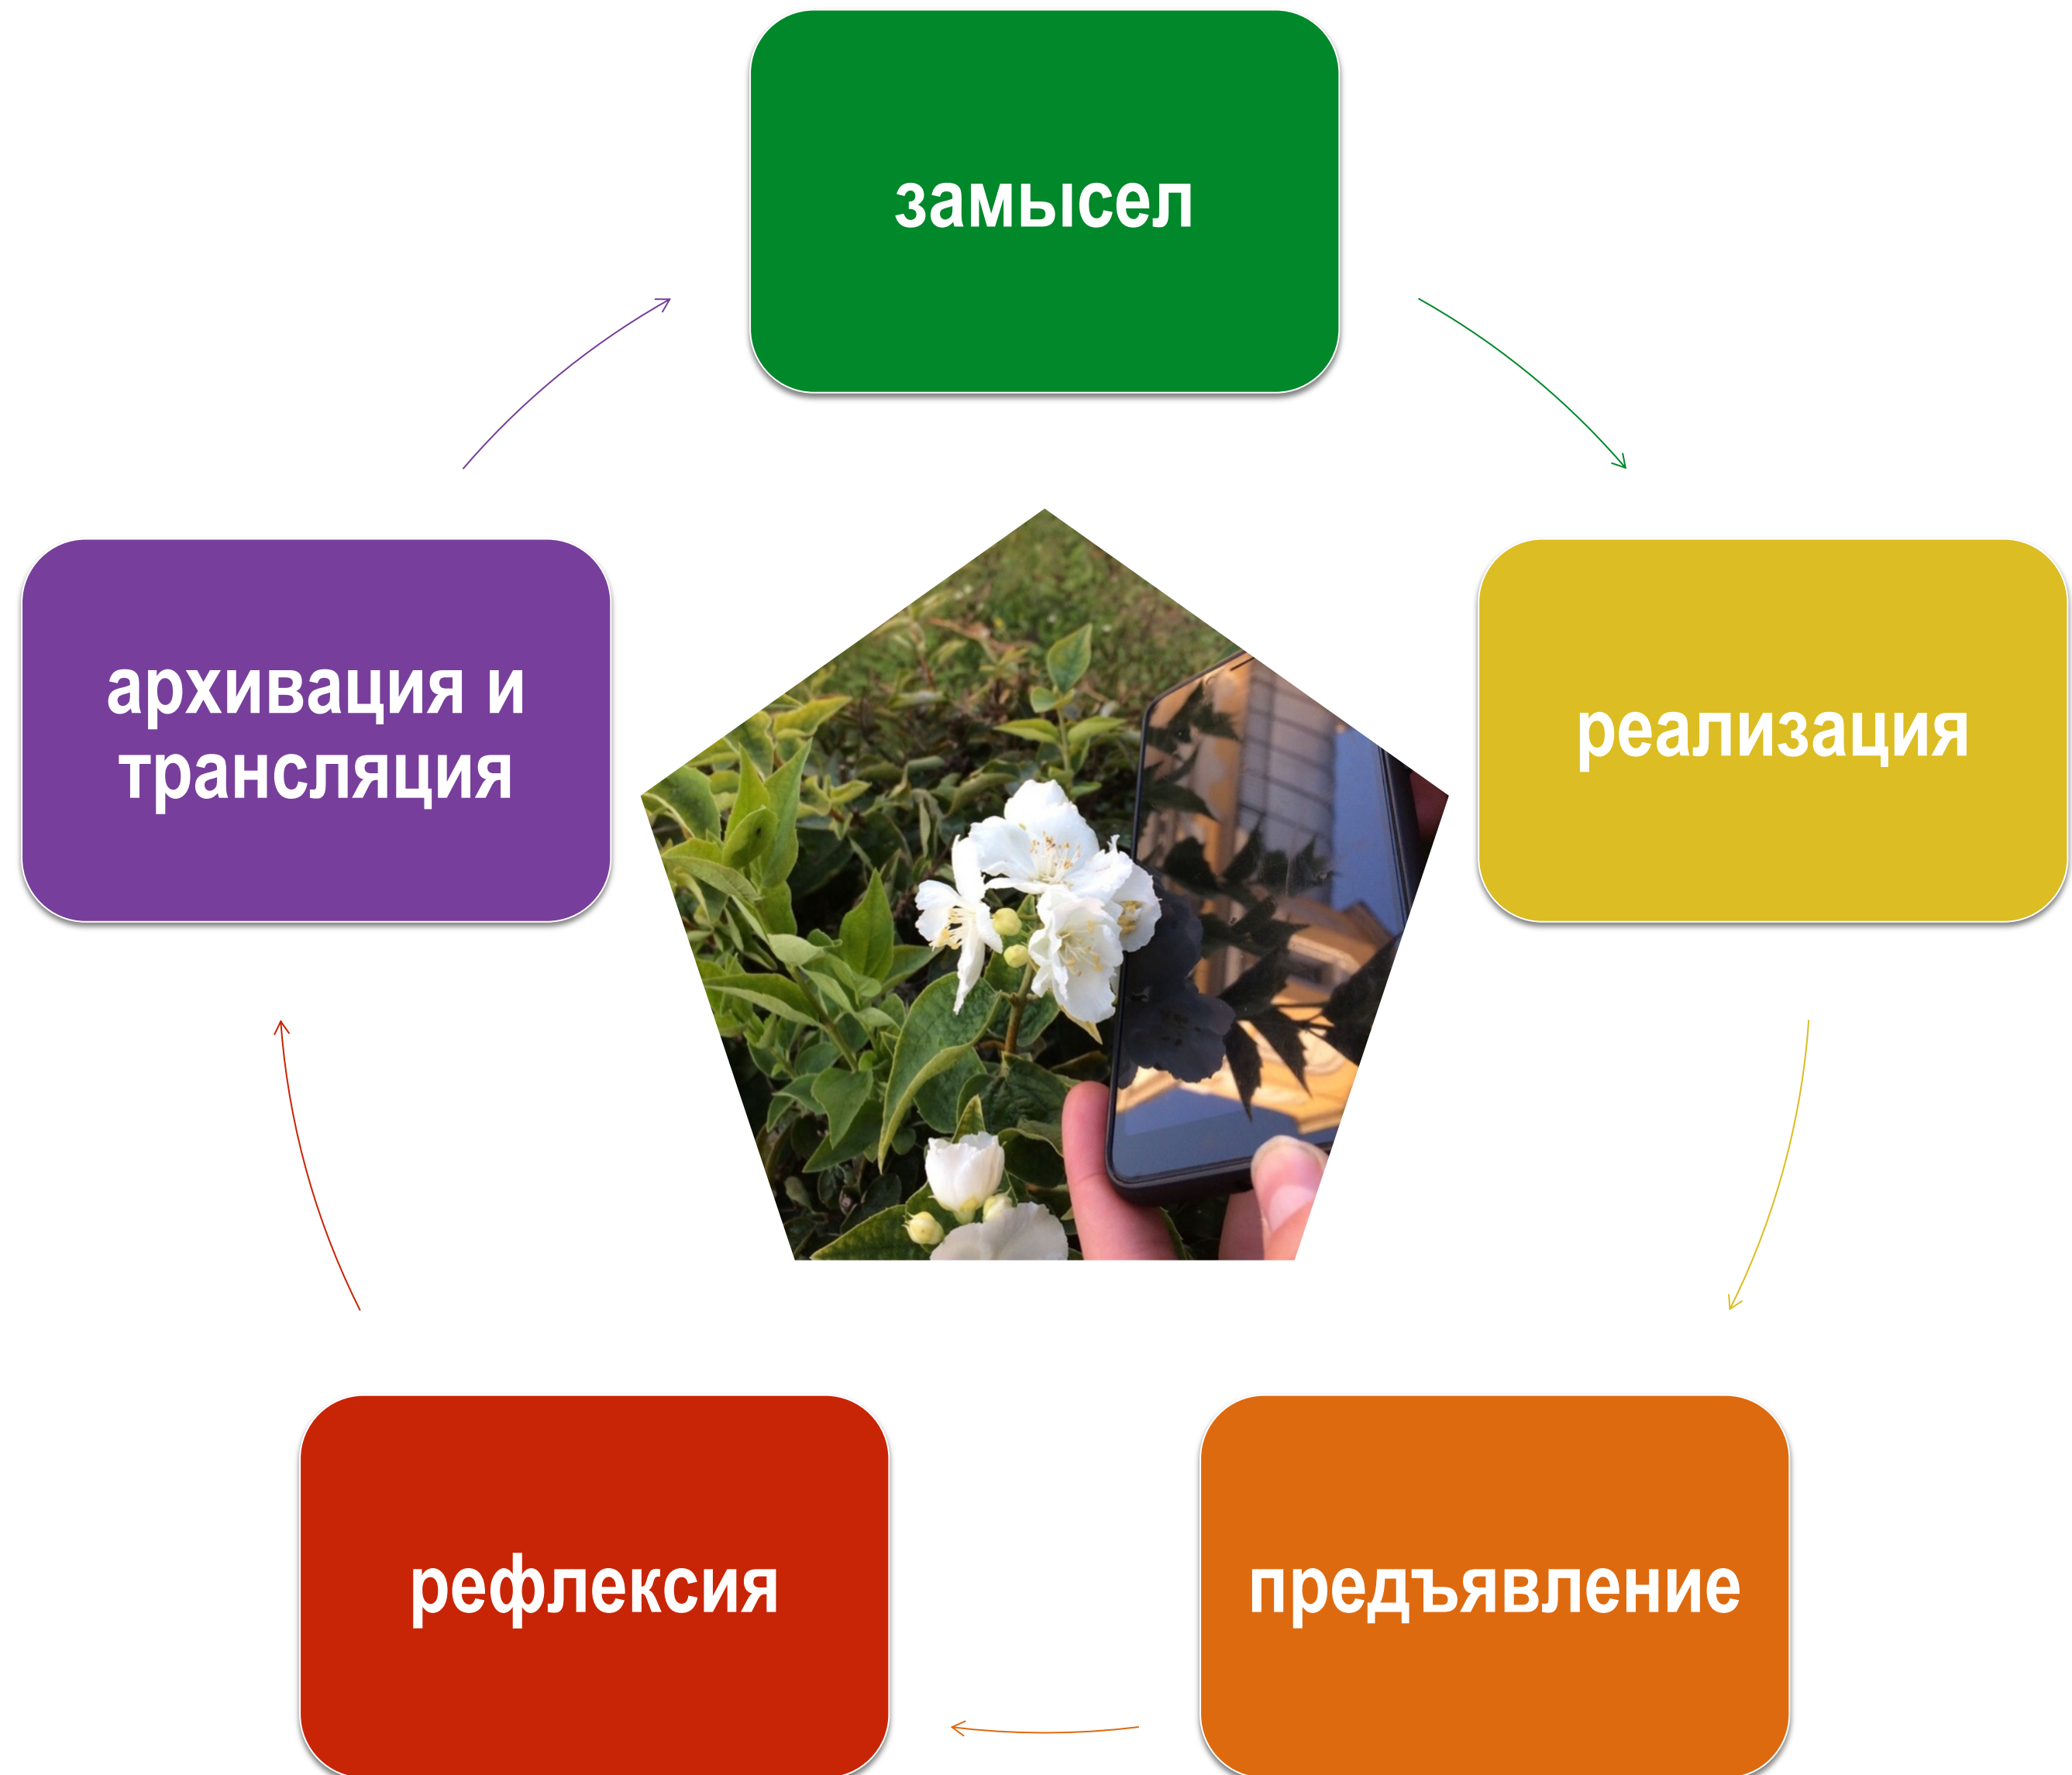 замысел
реализация
предъявление
рефлексия
архивация и
трансляция